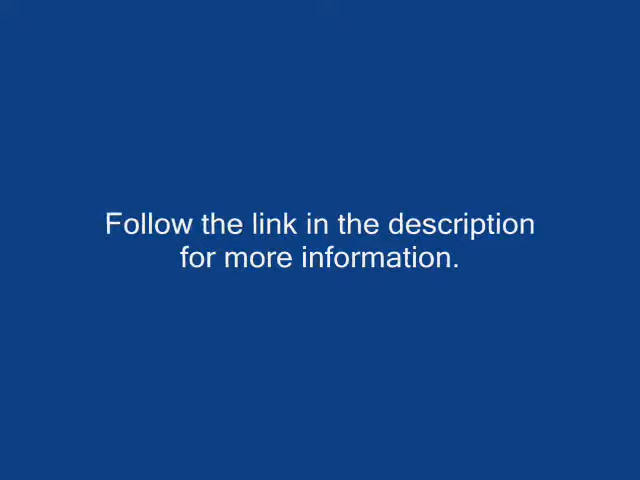 Follow the link in the description
for more information.